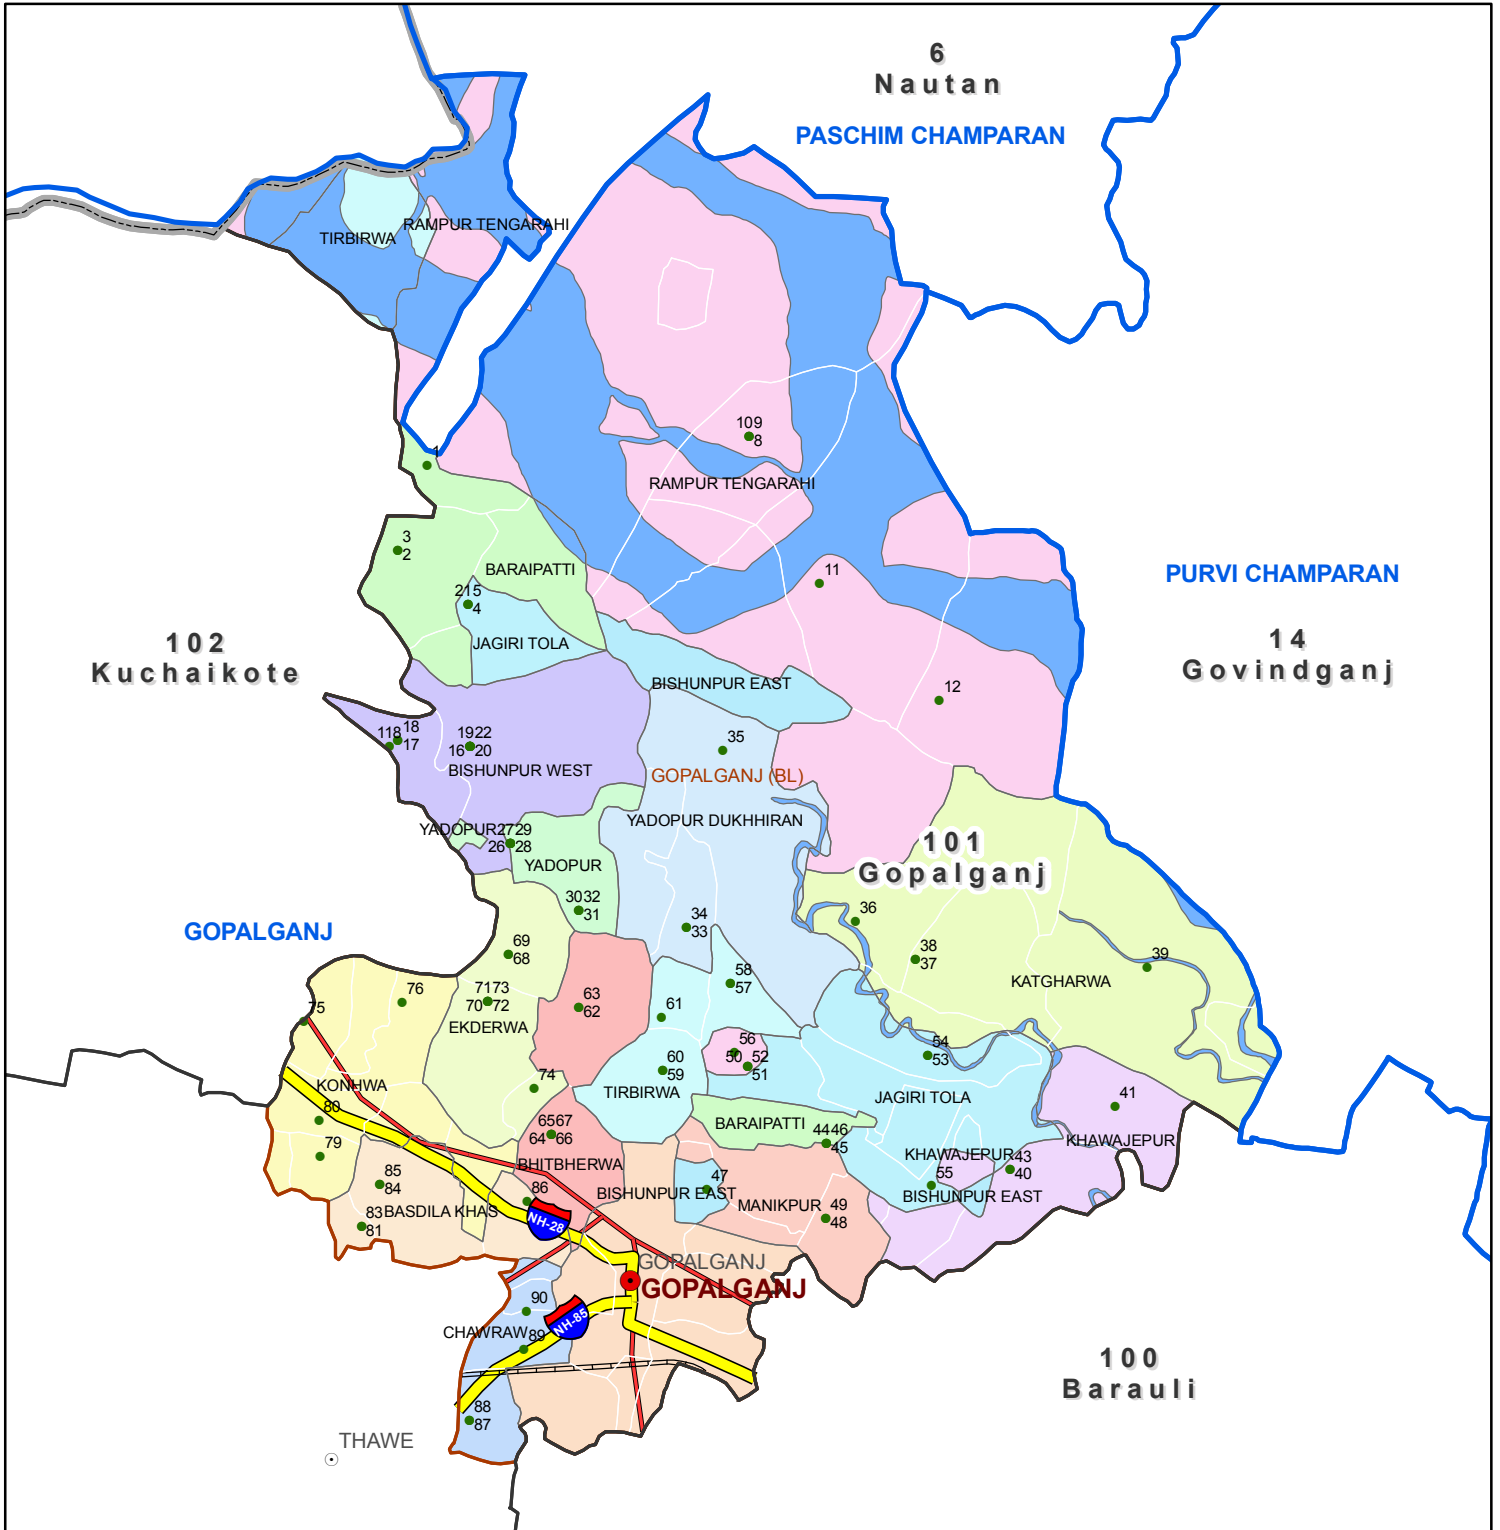 6
Nautan
PASCHIM CHAMPARAN
RAMPUR TENGARAHI
TIRBIRWA
109
8
1
RAMPUR TENGARAHI
3
2
BARAIPATTI
11
PURVI CHAMPARAN
215
4
102
Kuchaikote
JAGIRI TOLA
14
Govindganj
BISHUNPUR EAST
12
118
18
17
1922
16 20
35
BISHUNPUR WEST
GOPALGANJ (BL)
YADOPUR
2729
26 28
YADOPUR DUKHHIRAN
101
Gopalganj
YADOPUR
3032
31
34
33
36
GOPALGANJ
69
68
38
37
39
KATGHARWA
58
57
7173
70 72
76
75
63
62
61
EKDERWA
56
50
52
51
54
53
60
59
74
KONHWA
TIRBIRWA
JAGIRI TOLA
41
80
BARAIPATTI
6567
64 66
4446
45
KHAWAJEPUR
79
BHITBHERWA
KHAWAJEPUR
43
40
85
84
47
55
86
BISHUNPUR EAST
BISHUNPUR EAST
MANIKPUR
83
81
BASDILA KHAS
49
48
NH-28
GOPALGANJ
GOPALGANJ
90
NH-85
CHAWRAW
89
100
Barauli
88
87
THAWE